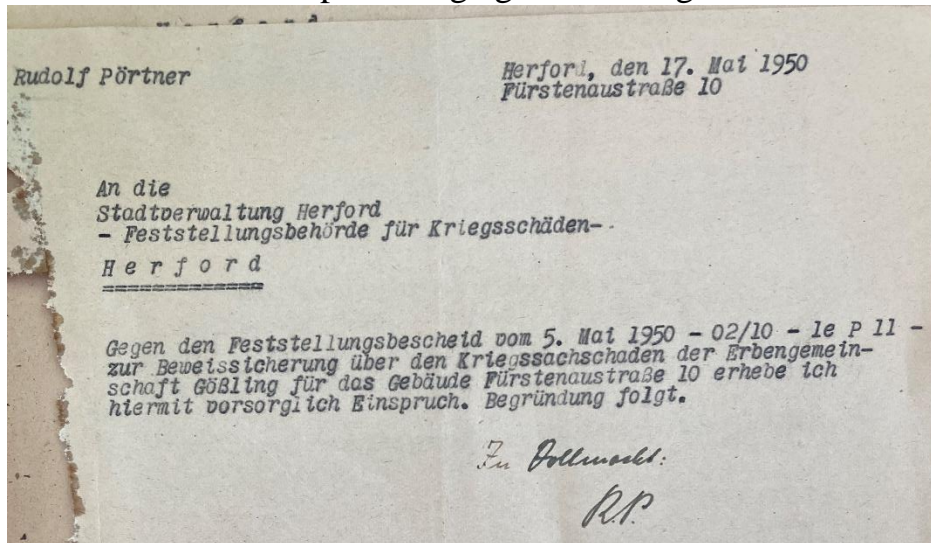 Rudolf Pörtner
Herford, den 17. Mai 1950
Fürstenaustraße 10
An die
Stadtverwaltung Herford
- Feststellungsbehörde für Kriegsschäden-
H e r f o r d
=============
Gegen den Feststellungsbescheid vom 5. Mai 1950 - 02/10 - le P 11 -
zur Beweissicherung über den Kriegssachschaden der Erbengemein-
schaft Gößling für das Gebäude Fürstenaustraße 10 erhebe ich
hiermit vorsorglich Einspruch. Begründung folgt.
In Vollmacht:
R.P.